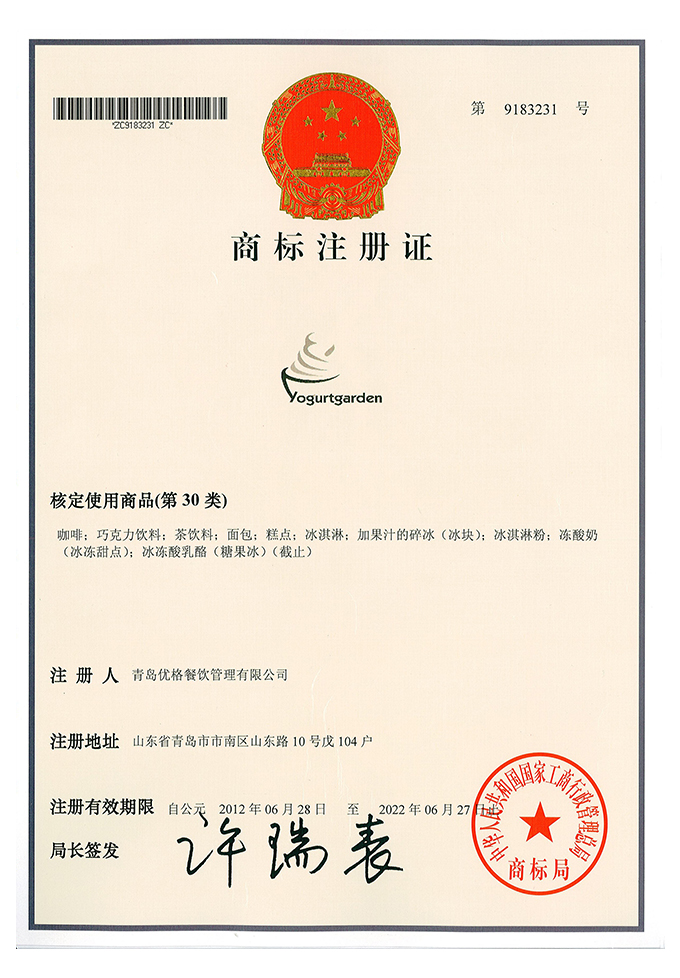 *ZC9183231 ZC*
第 9183231 号
商标注册证
Yogurtgarden
核定使用商品(第 30 类)
咖啡；巧克力饮料；茶饮料；面包；糕点；冰淇淋；加果汁的碎冰（冰块）；冰淇淋粉；冻酸奶
（冰冻甜点）；冰冻酸乳酪（糖果冰）（截止）
注 册 人 青岛优格餐饮管理有限公司
注册地址 山东省青岛市市南区山东路 10 号戊 104 户
注册有效期限 自公元 2012 年 06 月 28 日 至 2022 年 06 月 27 日止
局长签发 许瑞表
中华人民共和国国家工商行政管理总局
商标局